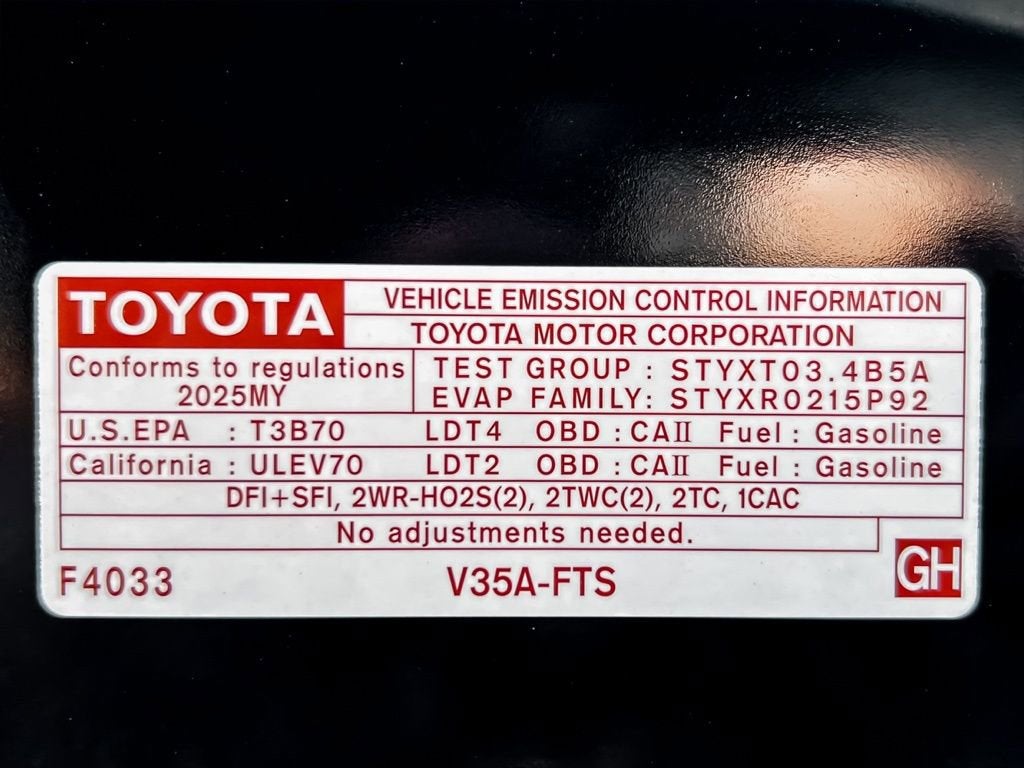 TOYOTA VEHICLE EMISSION CONTROL INFORMATION
TOYOTA MOTOR CORPORATION
Conforms to regulations
2025MY
TEST GROUP : STYXT03.4B5A
EVAP FAMILY: STYXR0215P92
U.S.EPA : T3B70 LDT4 OBD : CAII Fuel : Gasoline
California : ULEV70 LDT2 OBD : CAII Fuel : Gasoline
DFI+SFI, 2WR-HO2S(2), 2TWC(2), 2TC, 1CAC
No adjustments needed.
F4033 V35A-FTS GH